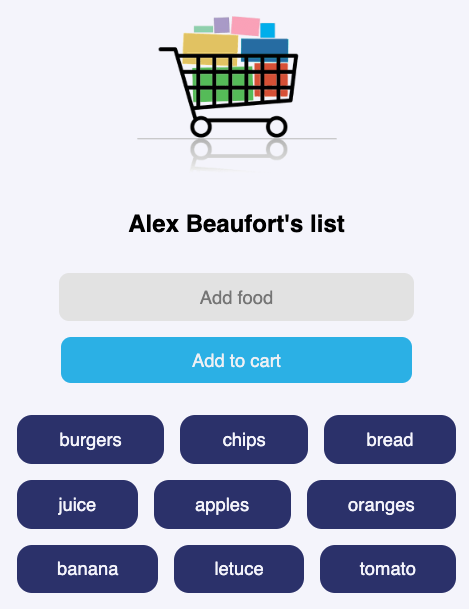 Alex Beaufort's list
Add food
Add to cart
burgers chips bread
juice apples oranges
banana letuce tomato